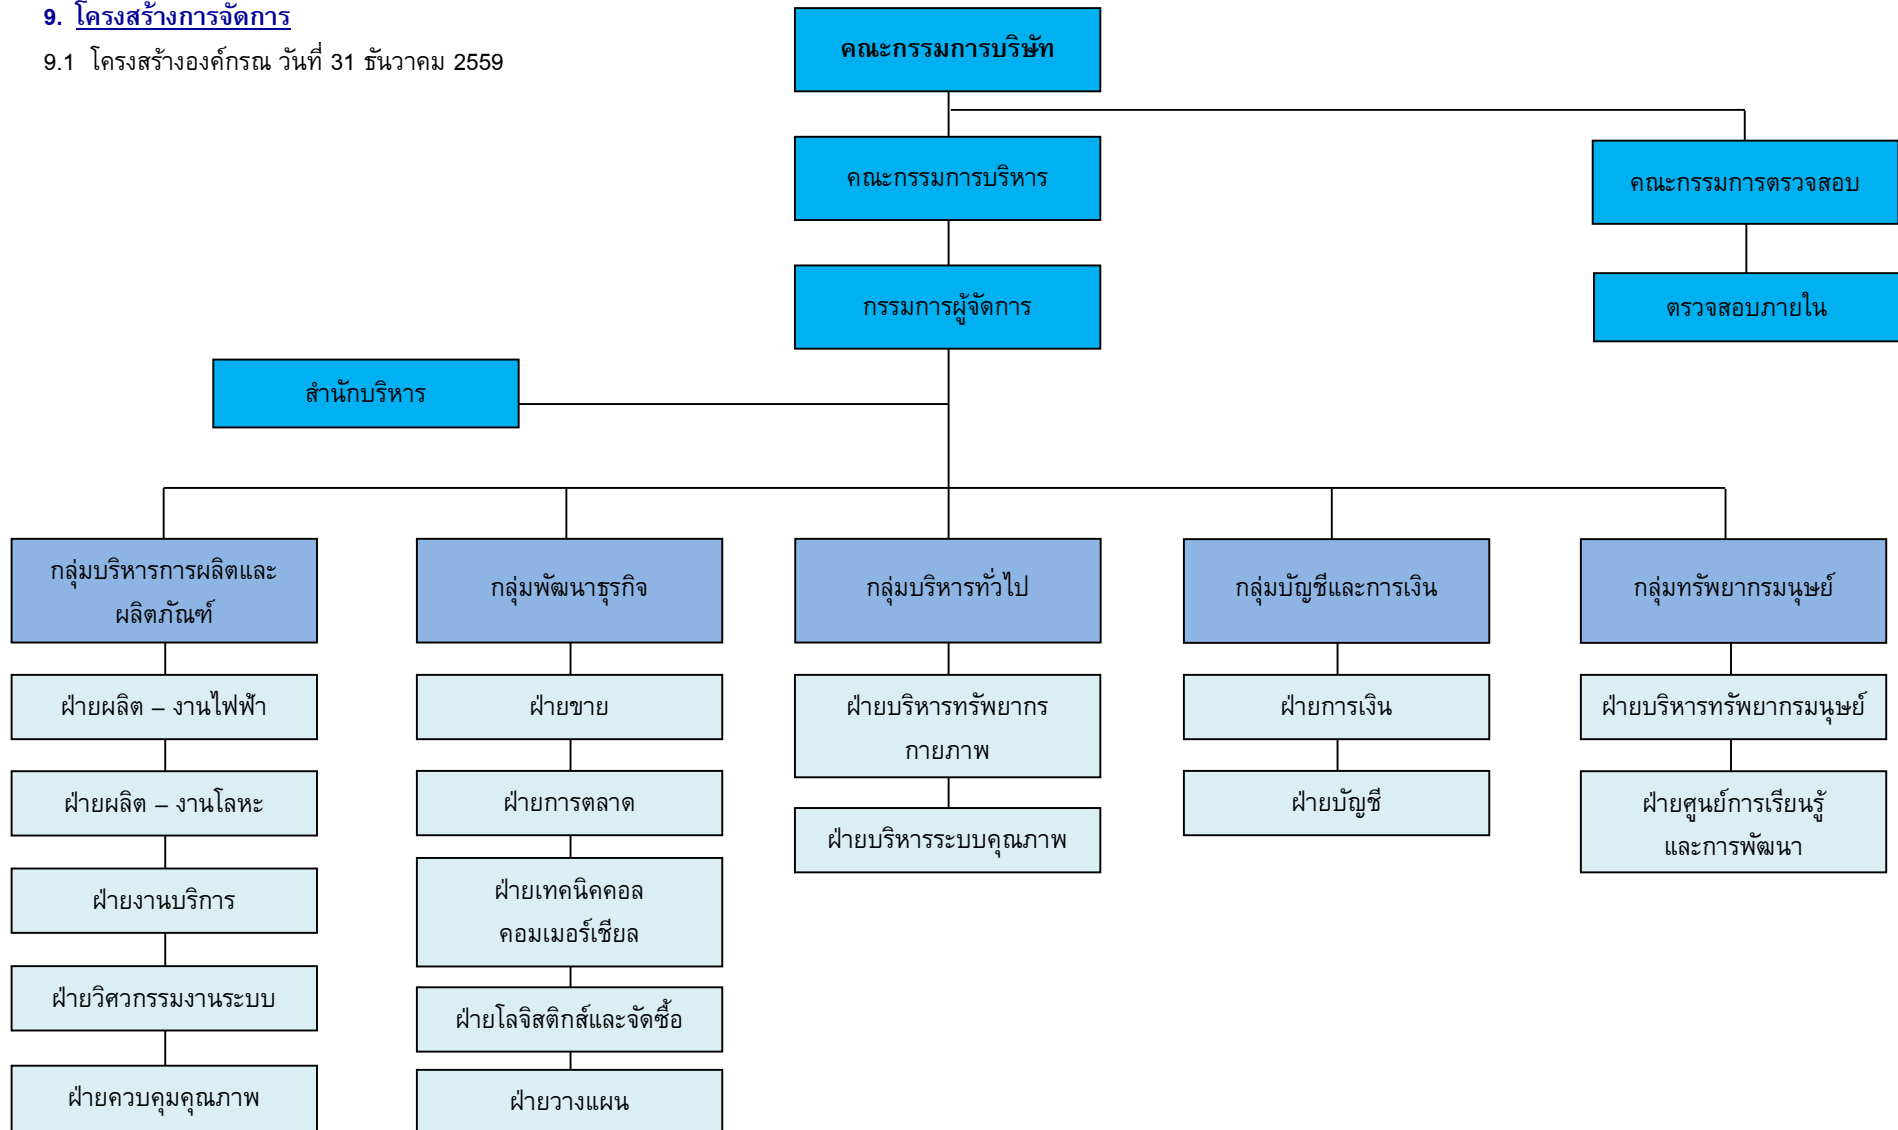 9. โครงสร้างการจัดการ
9.1 โครงสร้างองค์กรณ วันที่ 31 ธันวาคม 2559
คณะกรรมการบริษัท
คณะกรรมการบริหาร
คณะกรรมการตรวจสอบ
กรรมการผู้จัดการ
ตรวจสอบภายใน
สำนักบริหาร
กลุ่มบริหารการผลิตและ
ผลิตภัณฑ์
ฝ่ายผลิต – งานไฟฟ้า
ฝ่ายผลิต – งานโลหะ
ฝ่ายงานบริการ
ฝ่ายวิศวกรรมงานระบบ
ฝ่ายควบคุมคุณภาพ
กลุ่มพัฒนาธุรกิจ
ฝ่ายขาย
ฝ่ายการตลาด
ฝ่ายเทคนิคคอล
คอมเมอร์เชียล
ฝ่ายโลจิสติกส์และจัดซื้อ
ฝ่ายวางแผน
กลุ่มบริหารทั่วไป
ฝ่ายบริหารทรัพยากร
กายภาพ
ฝ่ายบริหารระบบคุณภาพ
กลุ่มบัญชีและการเงิน
ฝ่ายการเงิน
ฝ่ายบัญชี
กลุ่มทรัพยากรมนุษย์
ฝ่ายบริหารทรัพยากรมนุษย์
ฝ่ายศูนย์การเรียนรู้
และการพัฒนา